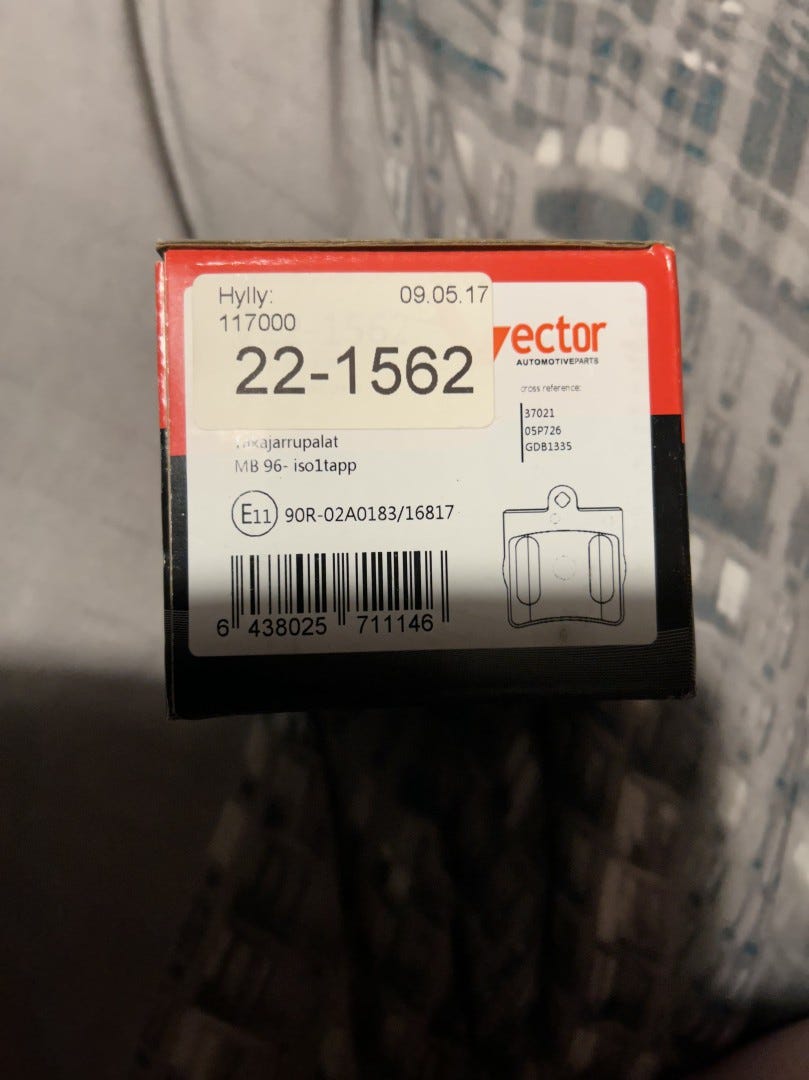 Hylly: 09.05.17
117000
22-1562
ector
AUTOMOTIVEPARTS
cross reference:
37021
05P726
GDB1335
MB 96- iso1tapp
E11 90R-02A0183/16817
6 438025 711146